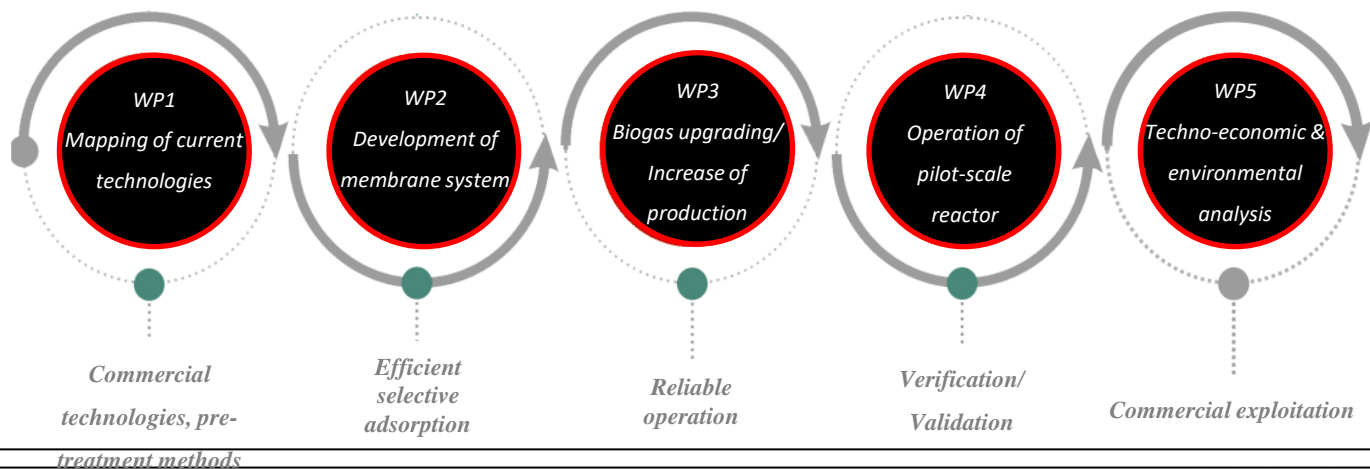 WP1
Mapping of current
technologies
WP2
Development of
membrane system
WP3
Biogas upgrading/
Increase of
production
WP4
Operation of
pilot-scale
reactor
WP5
Techno-economic &
environmental
analysis
Commercial
technologies, pre-
treatment methods
Efficient
selective
adsorption
Reliable
operation
Verification/
Validation
Commercial exploitation